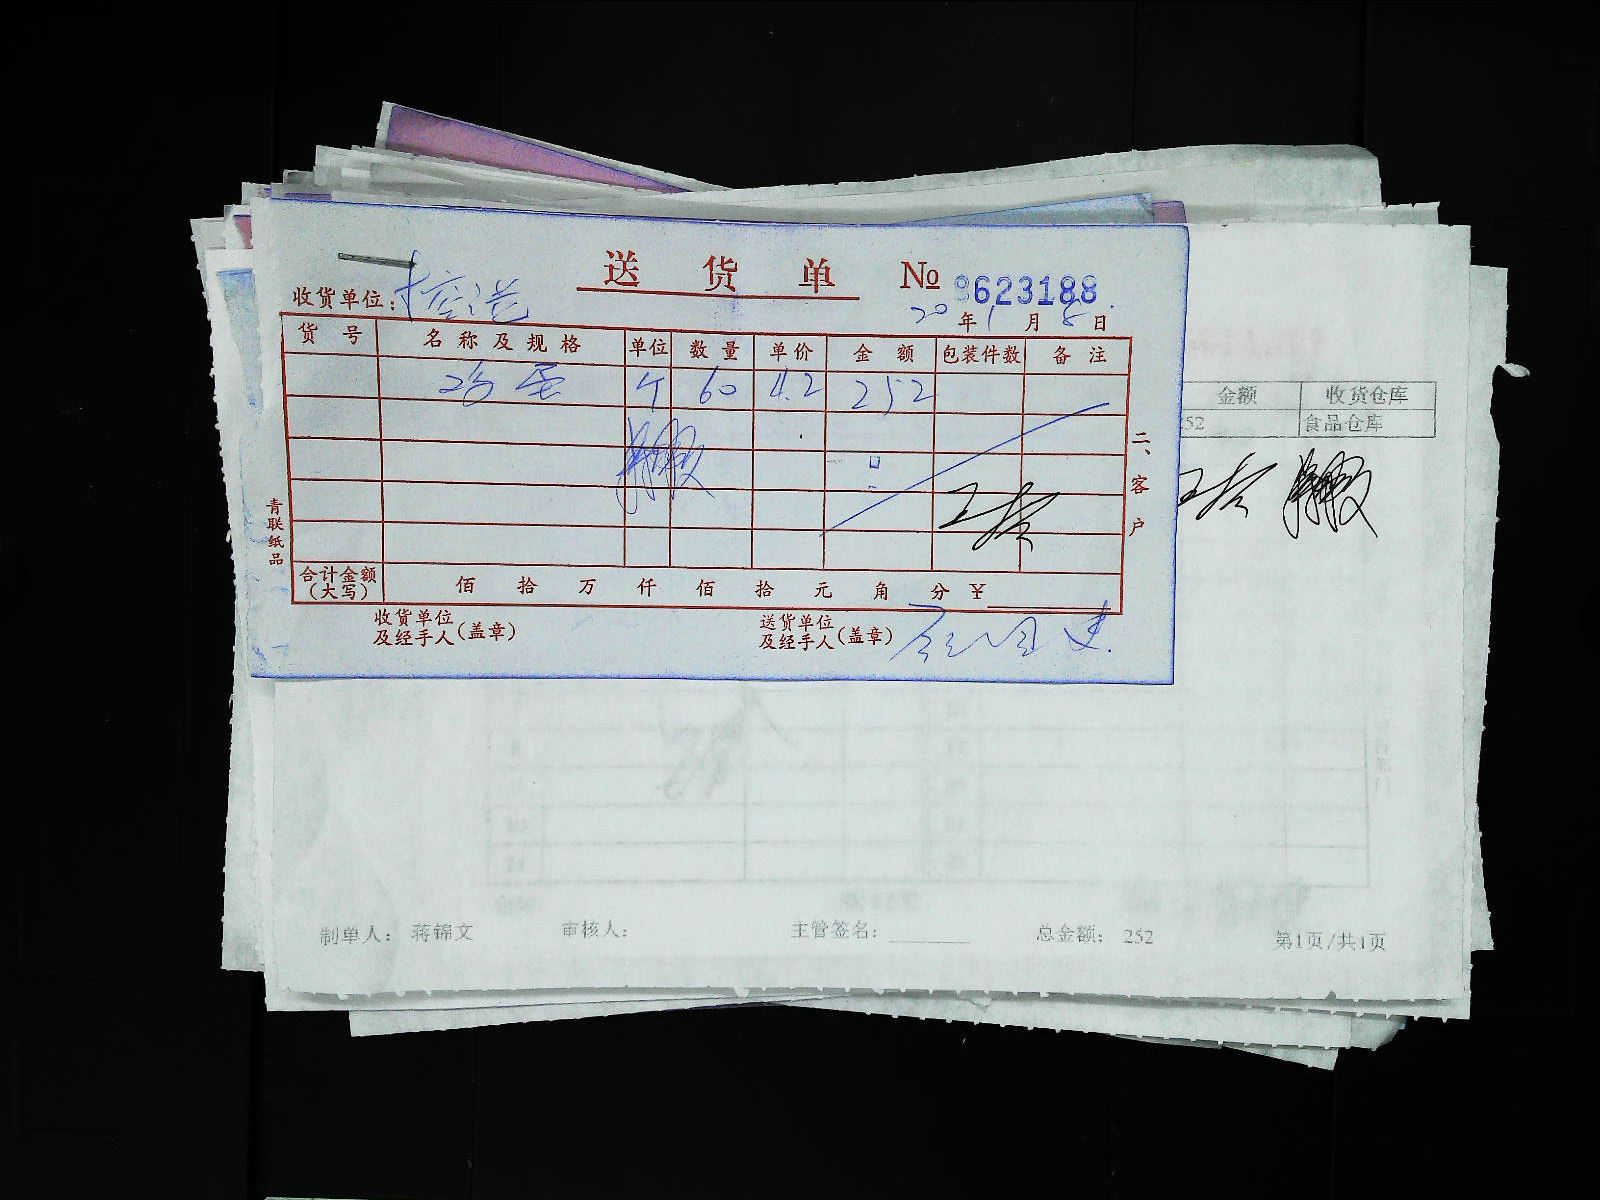 送 货 单 No 9623188
收货单位：
20 年 1 月 8 日
货 号 名 称 及 规 格 单位 数 量 单 价 金 额 包装件数 备 注
鸡蛋 个 60 4.2 252
合计金额（大写） 佰 拾 万 仟 佰 拾 元 角 分 ¥
收货单位及经手人（盖章） 送货单位及经手人（盖章）
二、客户
青联纸品
金额 收货仓库
252 食品仓库
制单人： 蒋锦文 审核人： 主管签名： 总金额： 252 第1页/共1页